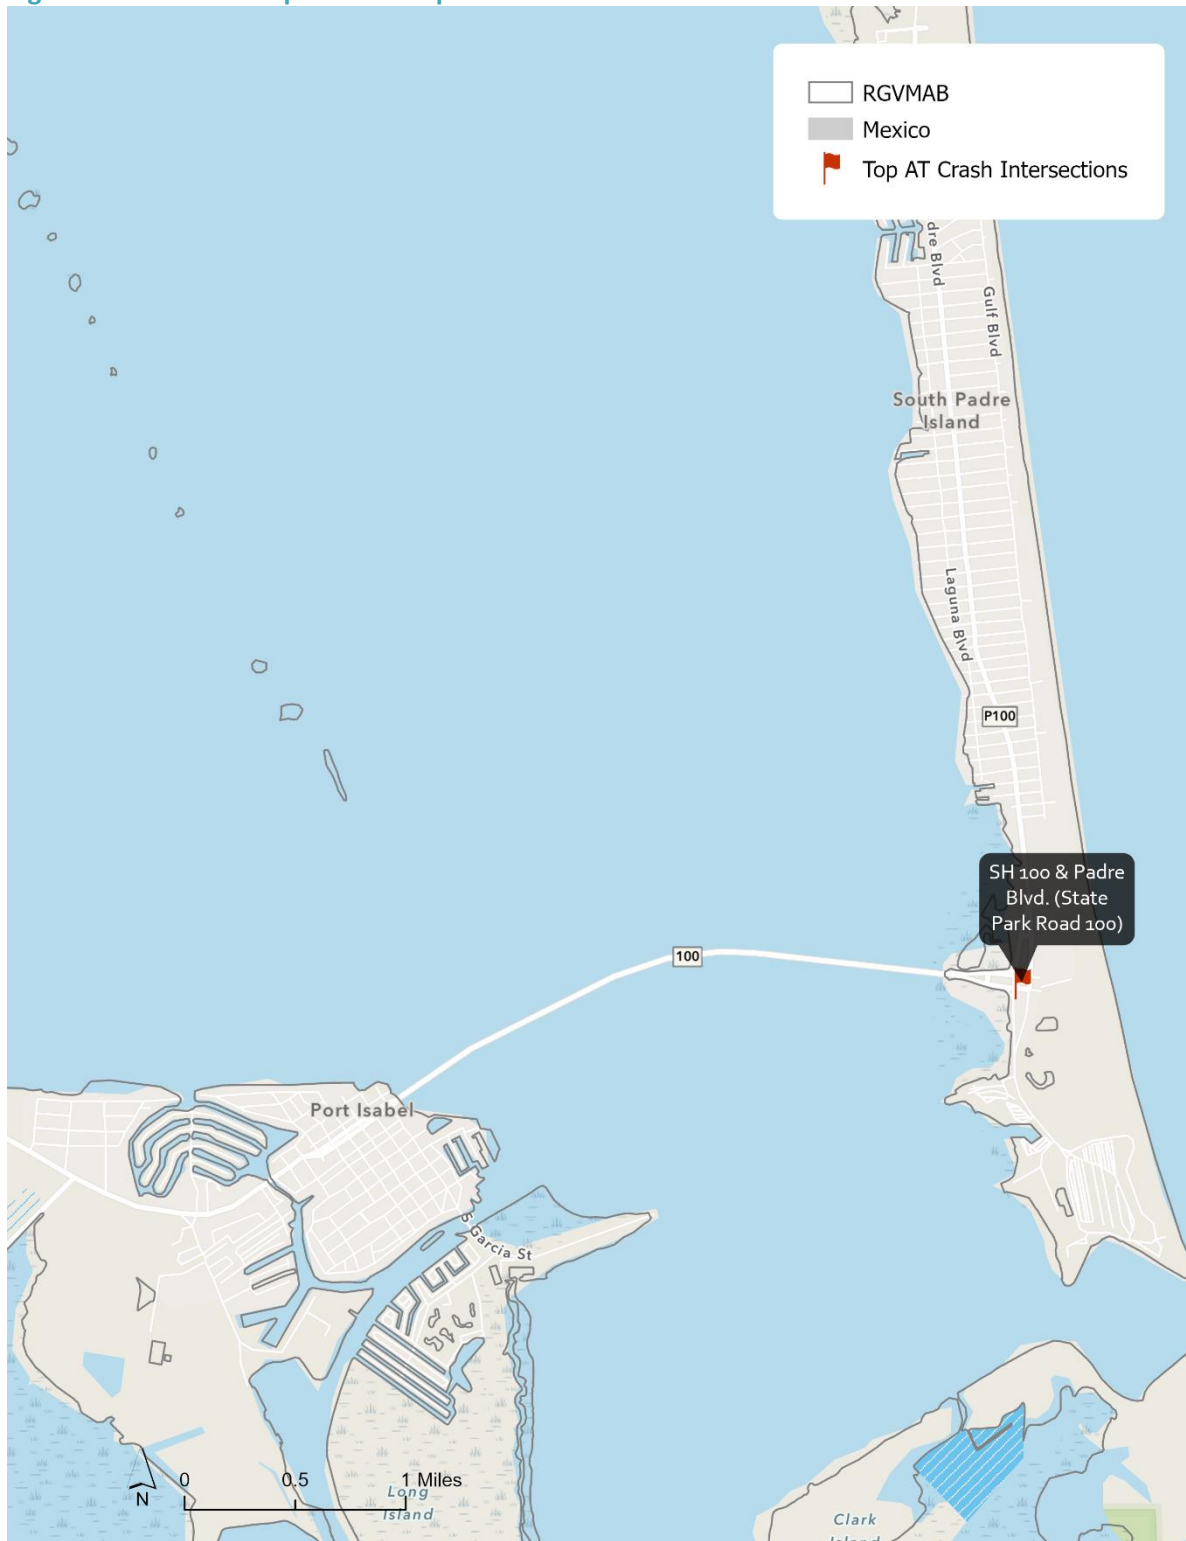 RGVMAB
Mexico
Top AT Crash Intersections
dre Blvd
Gulf Blvd
South Padre
Island
Laguna Blvd
P100
SH 100 & Padre
Blvd. (State
Park Road 100)
100
Port Isabel
S Garcia St
0 0.5 1 Miles
N
Long
Island
Clark